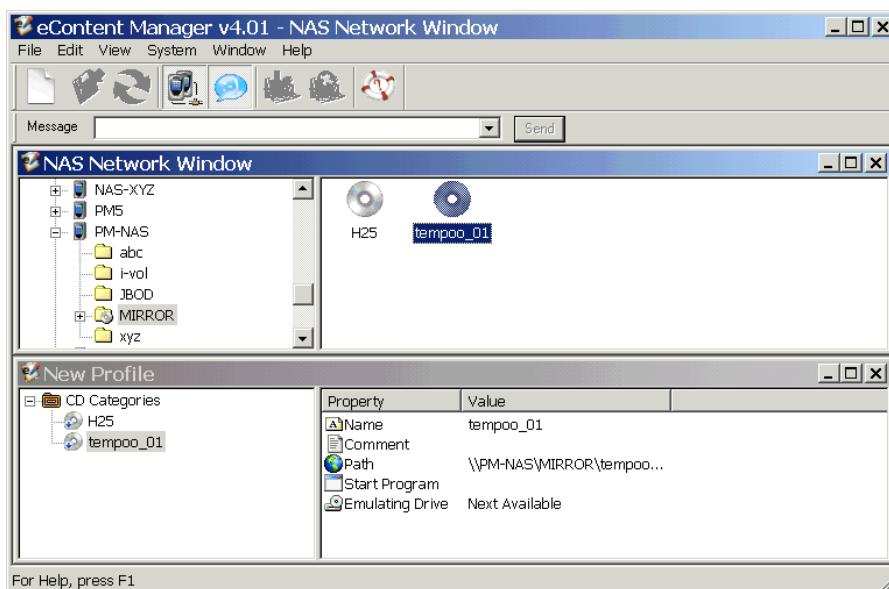 eContent Manager v4.01 - NAS Network Window
File Edit View System Window Help
Message Send
NAS Network Window
NAS-XYZ
PM5
PM-NAS
abc
i-vol
JBOD
MIRROR
xyz
H25 tempoo_01
New Profile
CD Categories
H25
tempoo_01
Property Value
Name tempoo_01
Comment
Path \\PM-NAS\MIRROR\tempoo...
Start Program
Emulating Drive Next Available
For Help, press F1